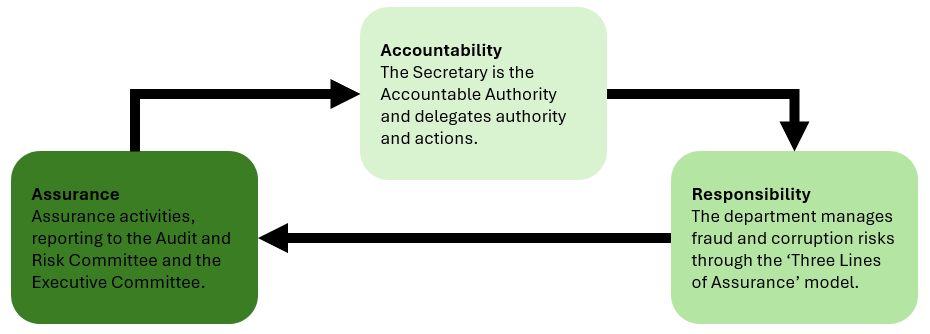 Accountability
The Secretary is the
Accountable Authority
and delegates authority
and actions.
Assurance
Assurance activities,
reporting to the Audit and
Risk Committee and the
Executive Committee.
Responsibility
The department manages
fraud and corruption risks
through the ‘Three Lines
of Assurance’ model.